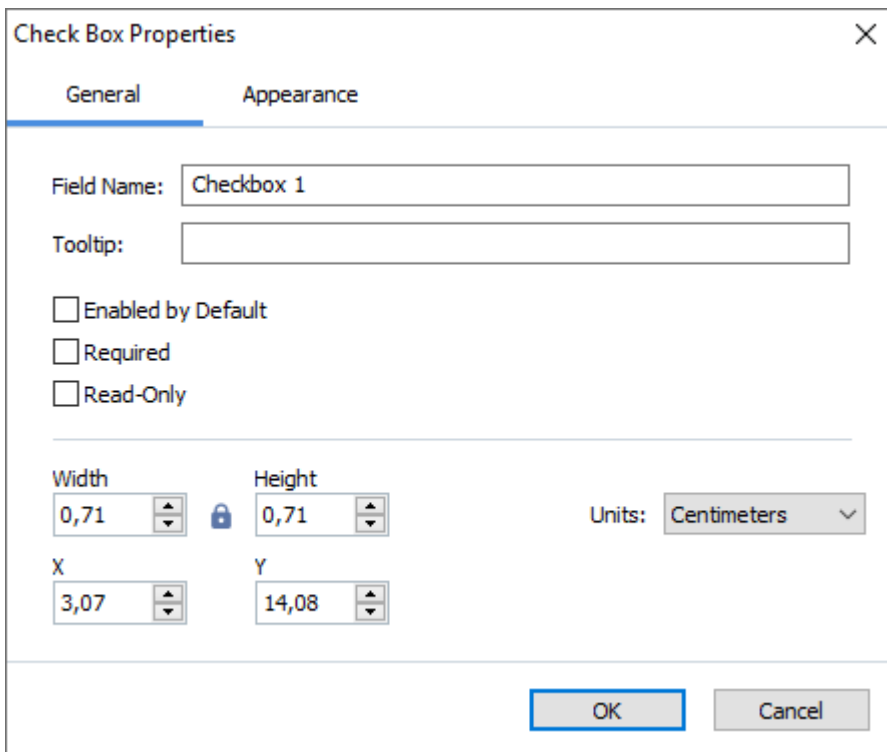 Check Box Properties
General Appearance
Field Name: Checkbox 1
Tooltip:
Enabled by Default
Required
Read-Only
Width Height
0,71 0,71 Units: Centimeters
X Y
3,07 14,08
OK Cancel